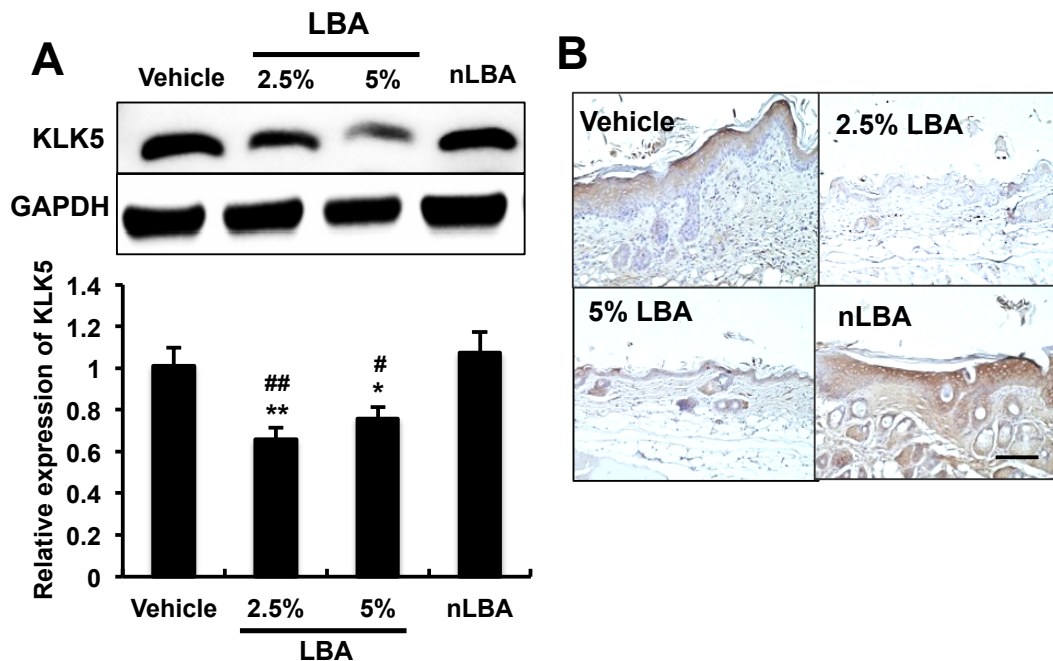 A
LBA
Vehicle 2.5% 5% nLBA
KLK5
GAPDH
Relative expression of KLK5
1.4
1.2
1
0.8
0.6
0.4
0.2
0
## 
**
#
*
Vehicle 2.5% 5% nLBA
LBA
B
Vehicle
2.5% LBA
5% LBA
nLBA